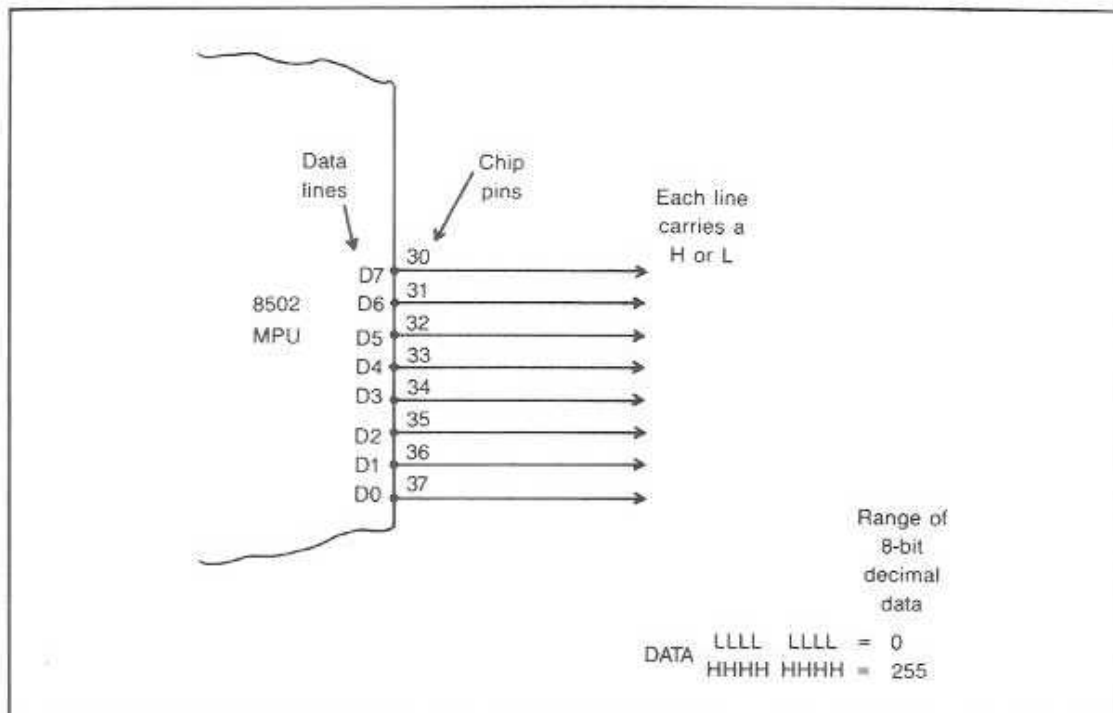 Data
lines
Chip
pins
Each line
carries a
H or L
8502
MPU
D7 30
D6 31
D5 32
D4 33
D3 34
D2 35
D1 36
D0 37
Range of
8-bit
decimal
data
DATA LLLL LLLL = 0
HHHH HHHH = 255